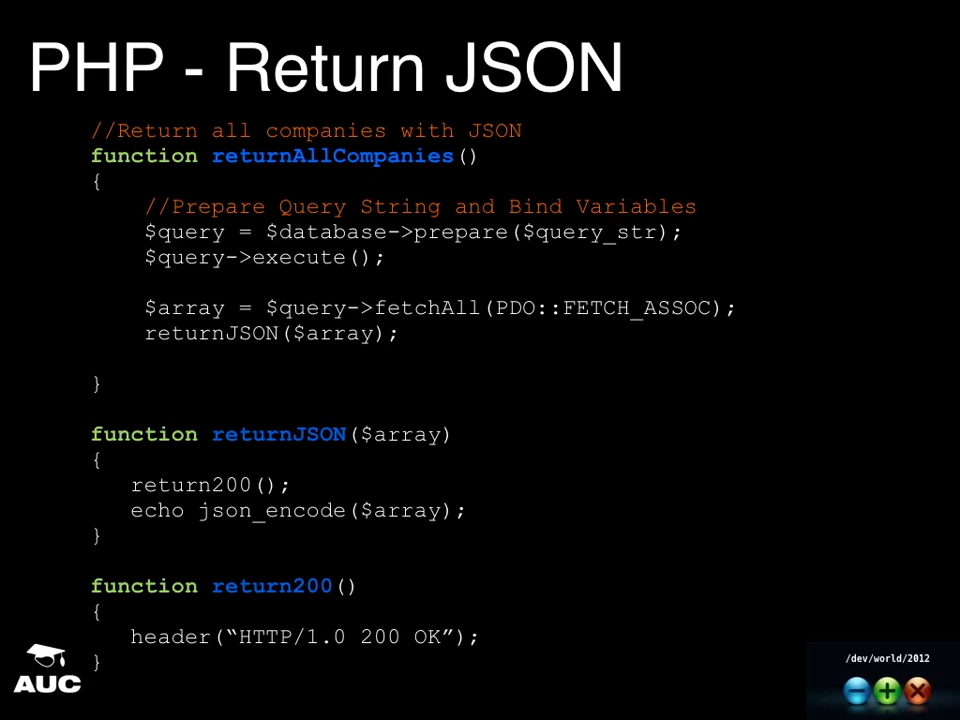 PHP - Return JSON
//Return all companies with JSON
function returnAllCompanies()
{
//Prepare Query String and Bind Variables
$query = $database->prepare($query_str);
$query->execute();
$array = $query->fetchAll(PDO::FETCH_ASSOC);
returnJSON($array);
}
function returnJSON($array)
{
return200();
echo json_encode($array);
}
function return200()
{
header(“HTTP/1.0 200 OK”);
}
AUC
/dev/world/2012